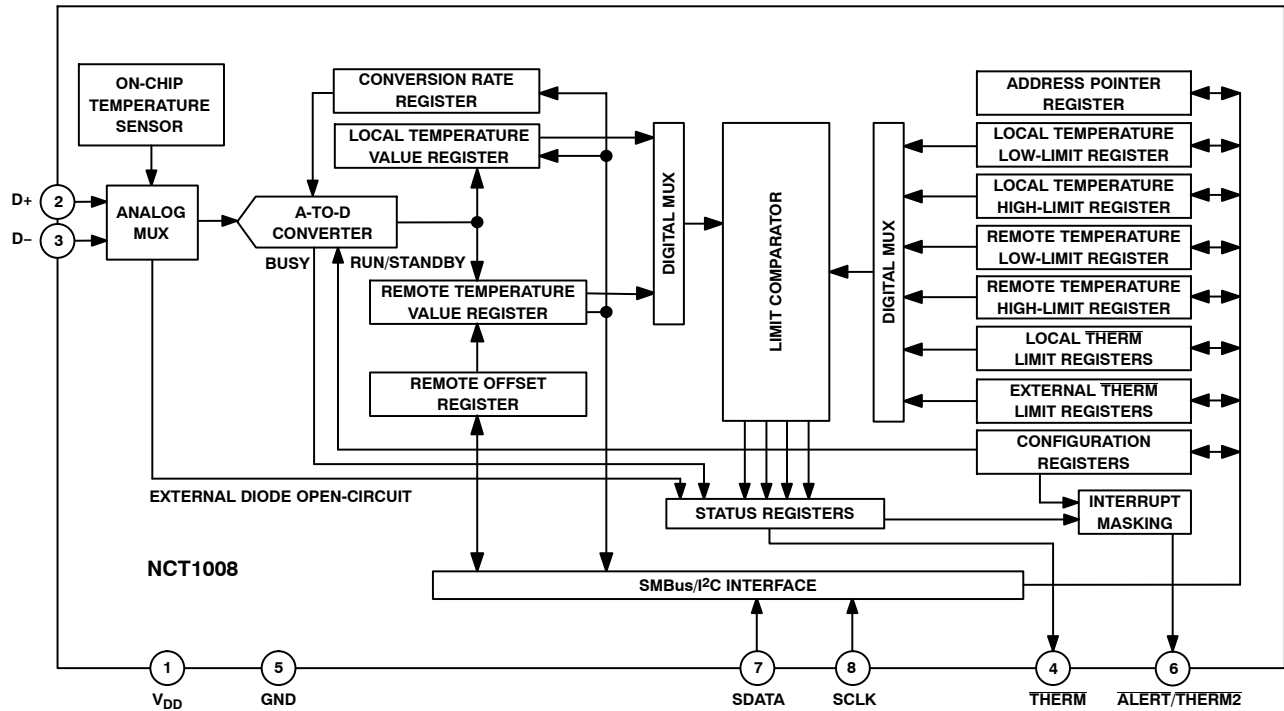 ON-CHIP
TEMPERATURE
SENSOR
CONVERSION RATE
REGISTER
LOCAL TEMPERATURE
VALUE REGISTER
D+
2
D−
3
ANALOG
MUX
A-TO-D
CONVERTER
BUSY
RUN/STANDBY
REMOTE TEMPERATURE
VALUE REGISTER
REMOTE OFFSET
REGISTER
DIGITAL MUX
LIMIT COMPARATOR
DIGITAL MUX
ADDRESS POINTER
REGISTER
LOCAL TEMPERATURE
LOW-LIMIT REGISTER
LOCAL TEMPERATURE
HIGH-LIMIT REGISTER
REMOTE TEMPERATURE
LOW-LIMIT REGISTER
REMOTE TEMPERATURE
HIGH-LIMIT REGISTER
LOCAL THERM
LIMIT REGISTERS
EXTERNAL THERM
LIMIT REGISTERS
CONFIGURATION
REGISTERS
EXTERNAL DIODE OPEN-CIRCUIT
STATUS REGISTERS
INTERRUPT
MASKING
NCT1008
SMBus/I²C INTERFACE
1
5
7
8
4
6
VDD
GND
SDATA
SCLK
THERM
ALERT/THERM2